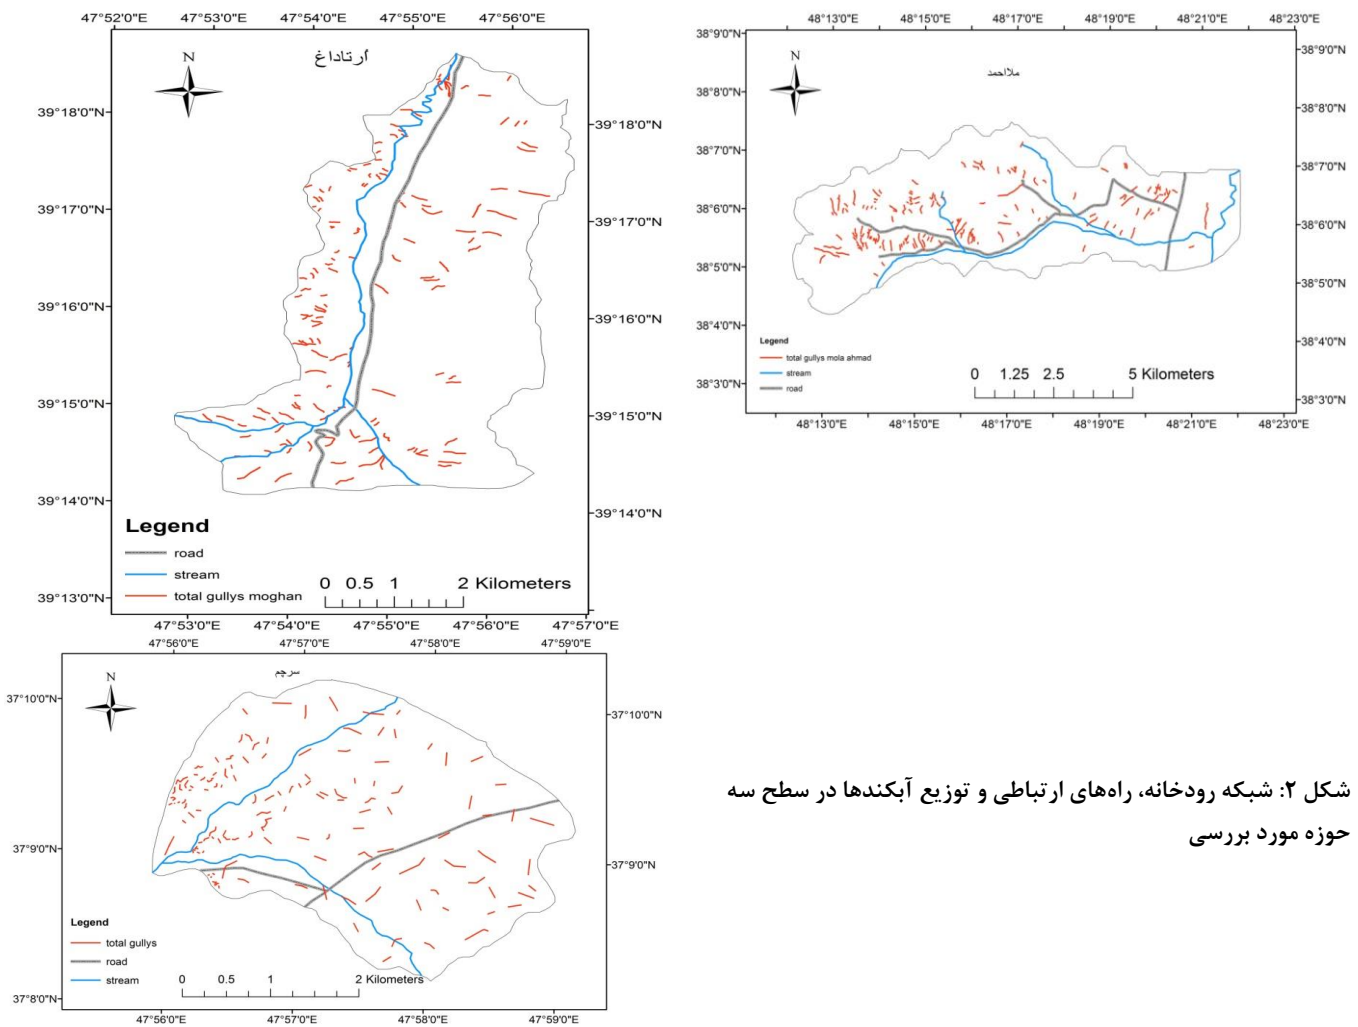 47°52'0"E 47°53'0"E 47°54'0"E 47°55'0"E 47°56'0"E
آرتاداغ
N
39°18'0"N
39°17'0"N
39°16'0"N
39°15'0"N
39°14'0"N
39°13'0"N
39°18'0"N
39°17'0"N
39°16'0"N
39°15'0"N
39°14'0"N
Legend
road
stream
total gullys moghan
0 0.5 1 2 Kilometers
47°53'0"E 47°54'0"E 47°55'0"E 47°56'0"E 47°57'0"E
48°13'0"E 48°15'0"E 48°17'0"E 48°19'0"E 48°21'0"E 48°23'0"E
ملااحمد
N
38°9'0"N
38°8'0"N
38°7'0"N
38°6'0"N
38°5'0"N
38°4'0"N
38°3'0"N
38°9'0"N
38°8'0"N
38°7'0"N
38°6'0"N
38°5'0"N
38°4'0"N
38°3'0"N
Legend
total gullys mola ahmad
stream
road
0 1.25 2.5 5 Kilometers
48°13'0"E 48°15'0"E 48°17'0"E 48°19'0"E 48°21'0"E 48°23'0"E
47°56'0"E 47°57'0"E 47°58'0"E 47°59'0"E
سرچم
N
37°10'0"N
37°9'0"N
37°8'0"N
37°10'0"N
37°9'0"N
Legend
total gullys
road
stream
0 0.5 1 2 Kilometers
47°56'0"E 47°57'0"E 47°58'0"E 47°59'0"E
شکل ۲: شبکه رودخانه، راه‌های ارتباطی و توزیع آبکندها در سطح سه
حوزه مورد بررسی